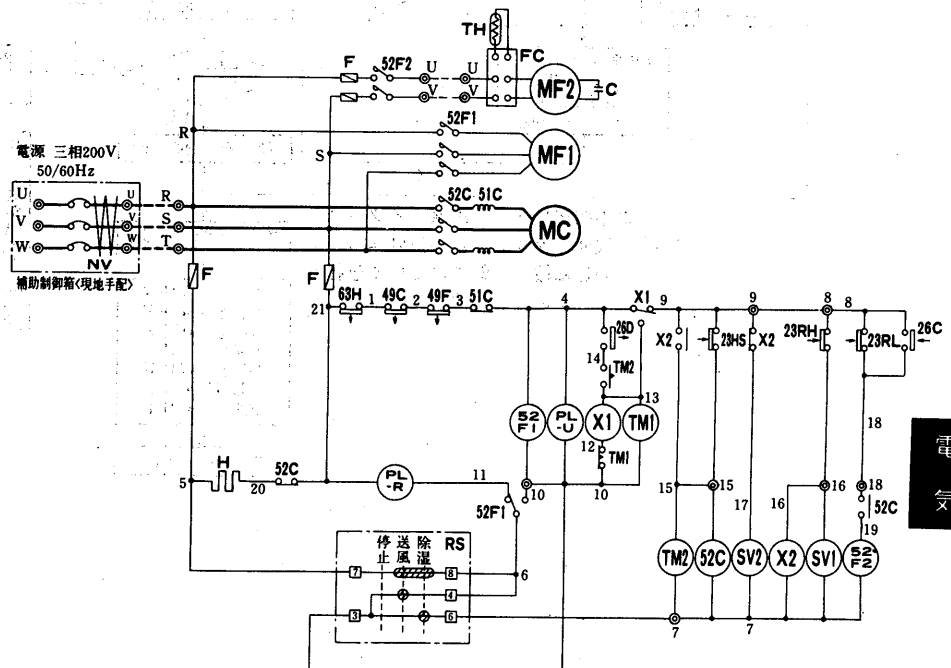 TH
FC
F
52F2
U
U
V
V
MF2
C
52F1
R
S
MF1
電源 三相200V
50/60Hz
U
V
W
U
V
W
R
S
T
NV
補助制御箱〈現地手配〉
52C
51C
MC
F
F
21
63H
1
49C
2
49F
3
51C
4
X1
9
9
8
8
26D
14
TM2
X2
23HS
X2
23RH
23RL
26C
13
52
F1
PL
-U
X1
TM1
12
TM1
10
10
18
電
気
5
H
20
52C
PL
-R
11
52F1
15
15
17
16
16
18
52C
19
停止
送風
除湿
RS
7
8
4
3
6
6
TM2
52C
SV2
X2
SV1
52
F2
7
7